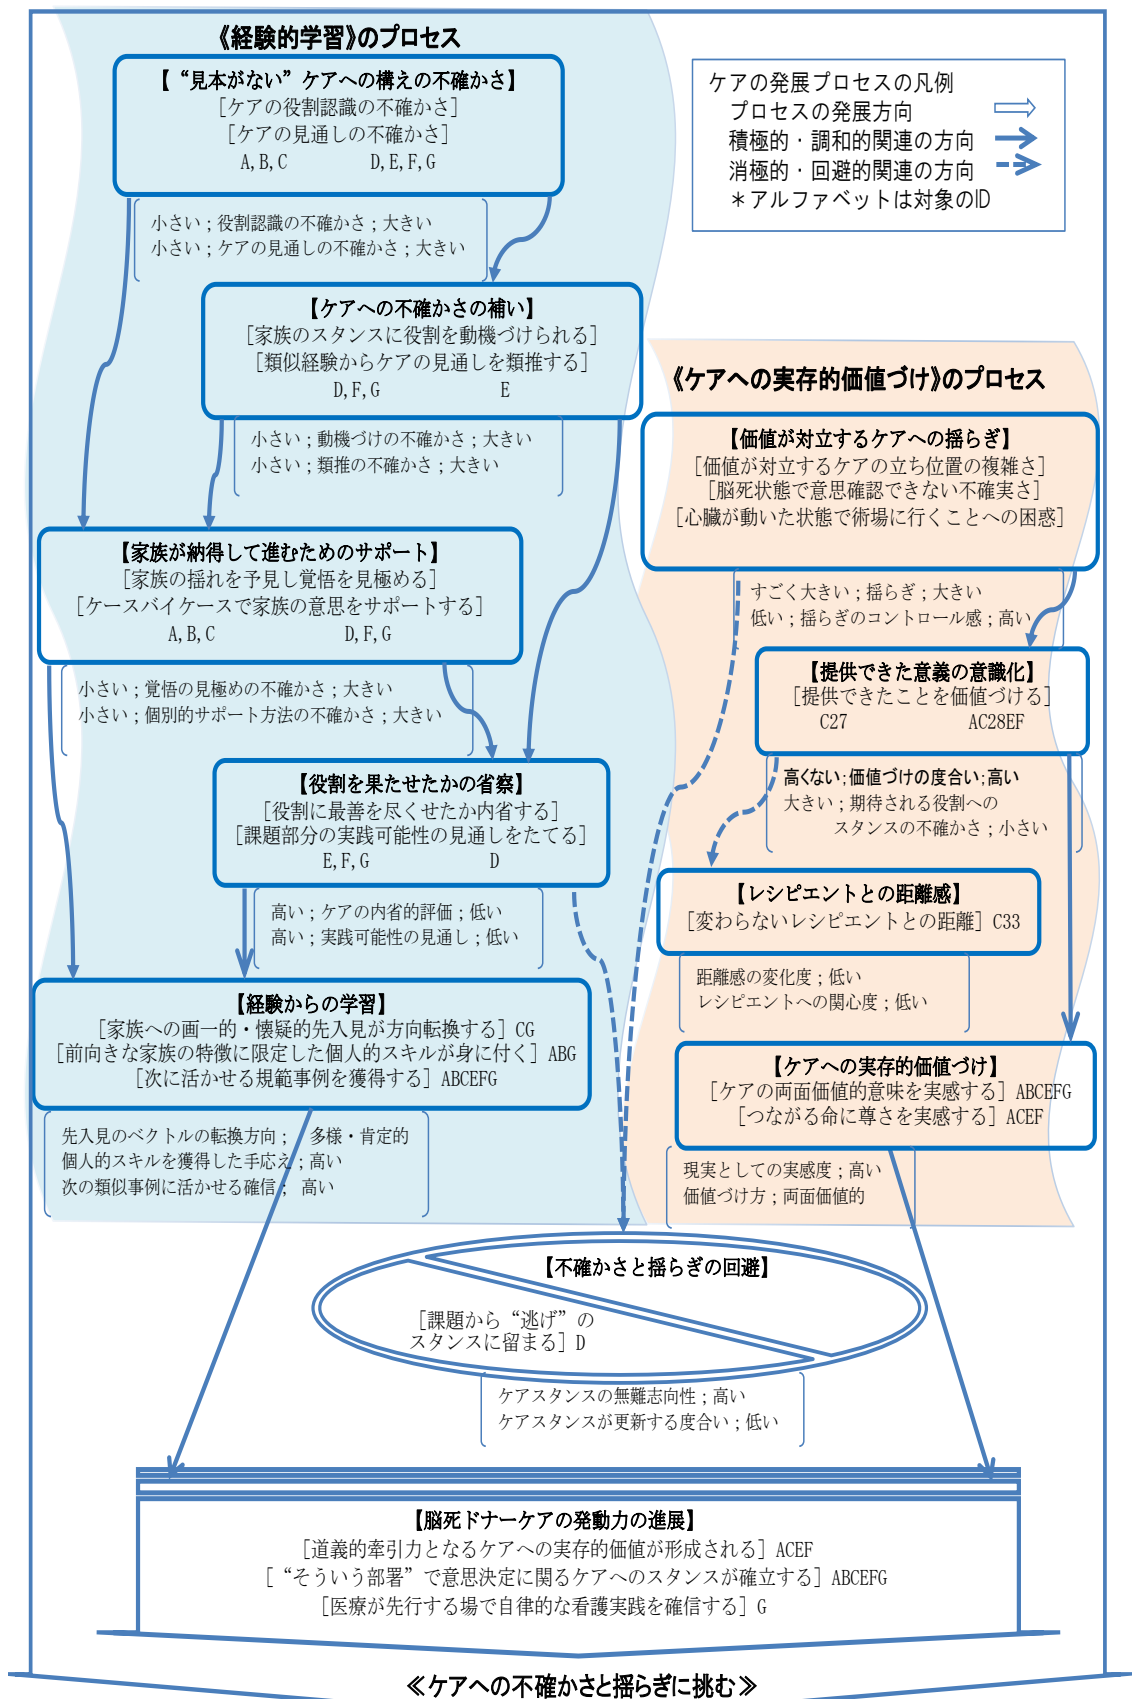 《経験的学習》のプロセス
【“見本がない”ケアへの構えの不確かさ】
[ケアの役割認識の不確かさ]
[ケアの見通しの不確かさ]
A,B,C D,E,F,G
小さい；役割認識の不確かさ；大きい
小さい；ケアの見通しの不確かさ；大きい
ケアの発展プロセスの凡例
プロセスの発展方向
積極的・調和的関連の方向
消極的・回避的関連の方向
＊アルファベットは対象のID
【ケアへの不確かさの補い】
[家族のスタンスに役割を動機づけられる]
[類似経験からケアの見通しを類推する]
D,F,G E
小さい；動機づけの不確かさ；大きい
小さい；類推の不確かさ；大きい
【家族が納得して進むためのサポート】
[家族の揺れを予見し覚悟を見極める]
[ケースバイケースで家族の意思をサポートする]
A,B,C D,F,G
小さい；覚悟の見極めの不確かさ；大きい
小さい；個別的サポート方法の不確かさ；大きい
【役割を果たせたかの省察】
[役割に最善を尽くせたか内省する]
[課題部分の実践可能性の見通しをたてる]
E,F,G D
高い；ケアの内省的評価；低い
高い；実践可能性の見通し；低い
【経験からの学習】
[家族への画一的・懐疑的先入見が方向転換する] CG
[前向きな家族の特徴に限定した個人的スキルが身に付く] ABG
[次に活かせる規範事例を獲得する] ABCEFG
先入見のベクトルの転換方向； 多様・肯定的
個人的スキルを獲得した手応え；高い
次の類似事例に活かせる確信； 高い
《ケアへの実存的価値づけ》のプロセス
【価値が対立するケアへの揺らぎ】
[価値が対立するケアの立ち位置の複雑さ]
[脳死状態で意思確認できない不確実さ]
[心臓が動いた状態で術場に行くことへの困惑]
すごく大きい；揺らぎ；大きい
低い；揺らぎのコントロール感；高い
【提供できた意義の意識化】
[提供できたことを価値づける]
C27 AC28EF
高くない;価値づけの度合い;高い
大きい；期待される役割への
スタンスの不確かさ；小さい
【レシピエントとの距離感】
[変わらないレシピエントとの距離] C33
距離感の変化度；低い
レシピエントへの関心度；低い
【ケアへの実存的価値づけ】
[ケアの両面価値的意味を実感する] ABCEFG
[つながる命に尊さを実感する] ACEF
現実としての実感度；高い
価値づけ方；両面価値的
【不確かさと揺らぎの回避】
[課題から“逃げ”の
スタンスに留まる] D
ケアスタンスの無難志向性；高い
ケアスタンスが更新する度合い；低い
【脳死ドナーケアの発動力の進展】
[道義的牽引力となるケアへの実存的価値が形成される] ACEF
[“そういう部署”で意思決定に関るケアへのスタンスが確立する] ABCEFG
[医療が先行する場で自律的な看護実践を確信する] G
≪ケアへの不確かさと揺らぎに挑む≫